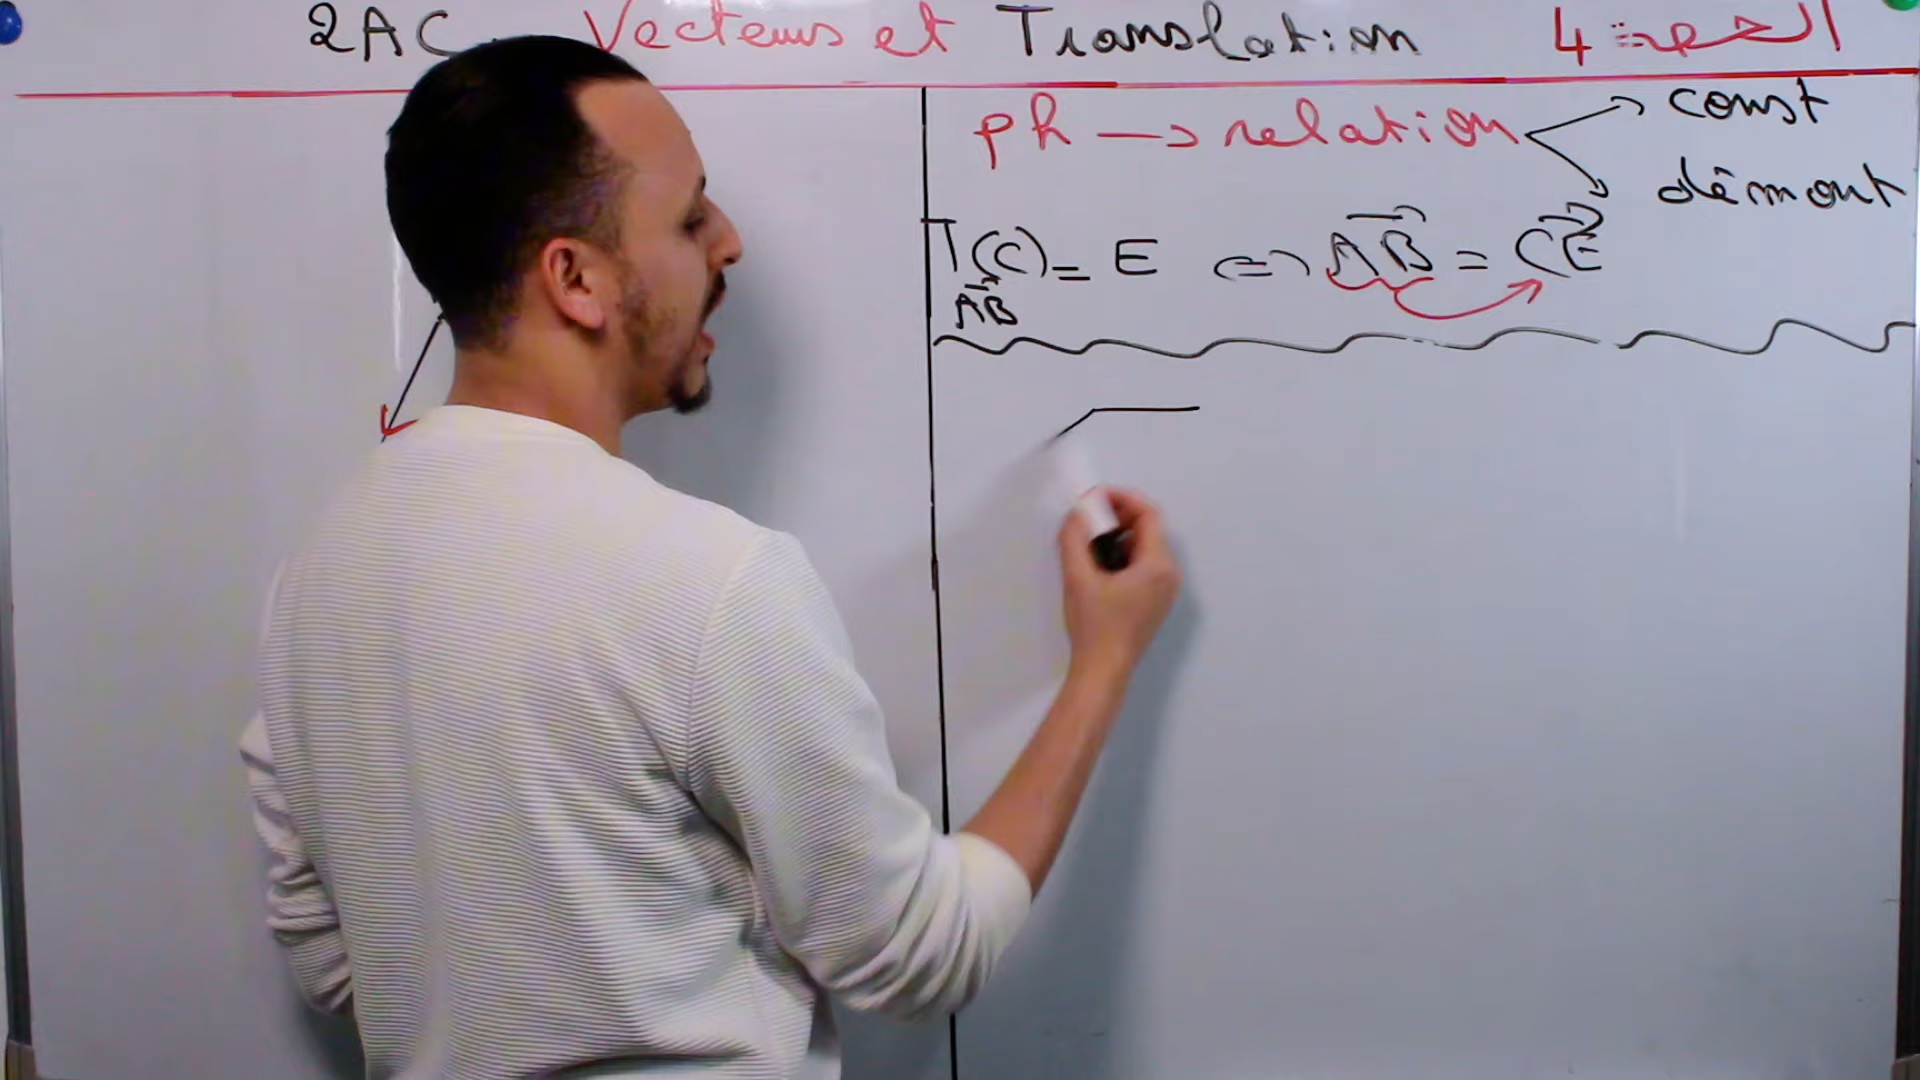 2AC. Vecteurs et Translation الحصة 4
ph → relation
const
démont
T(C) = E ⇔ AB = CE
AB